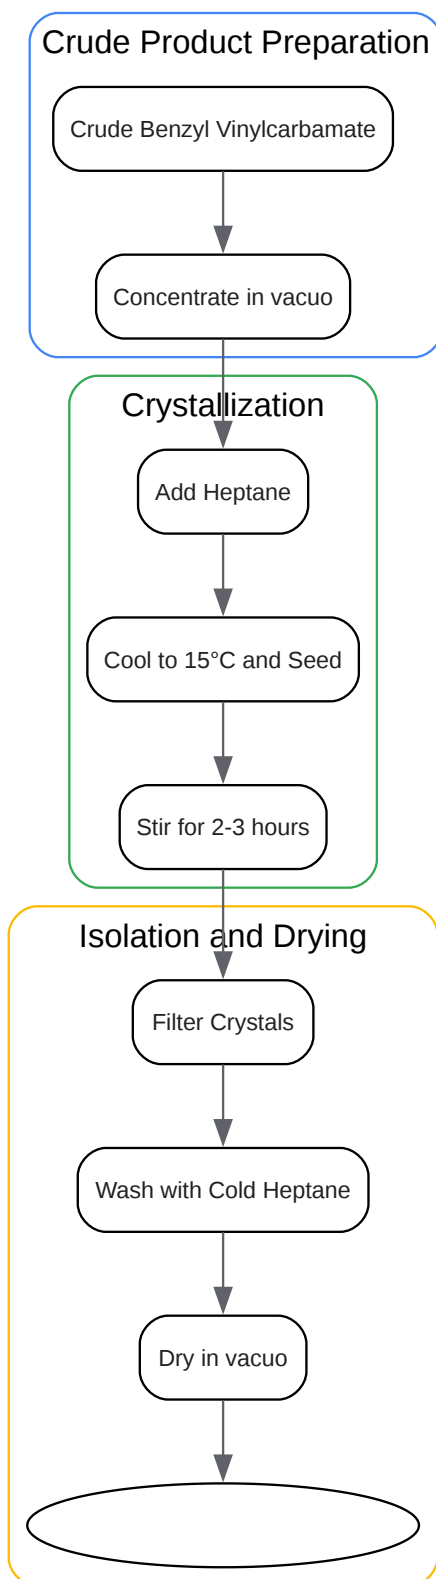 Crude Product Preparation
Crude Benzyl Vinylcarbamate
Concentrate in vacuo
Crystallization
Add Heptane
Cool to 15°C and Seed
Stir for 2-3 hours
Isolation and Drying
Filter Crystals
Wash with Cold Heptane
Dry in vacuo